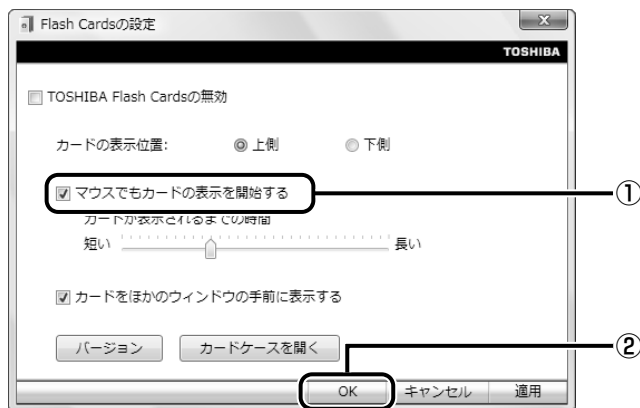 Flash Cardsの設定
TOSHIBA
TOSHIBA Flash Cardsの無効
カードの表示位置: 上側 下側
マウスでもカードの表示を開始する ①
カードが表示されるまでの時間
短い 長い
カードをほかのウィンドウの手前に表示する
バージョン カードケースを開く ②
OK キャンセル 適用